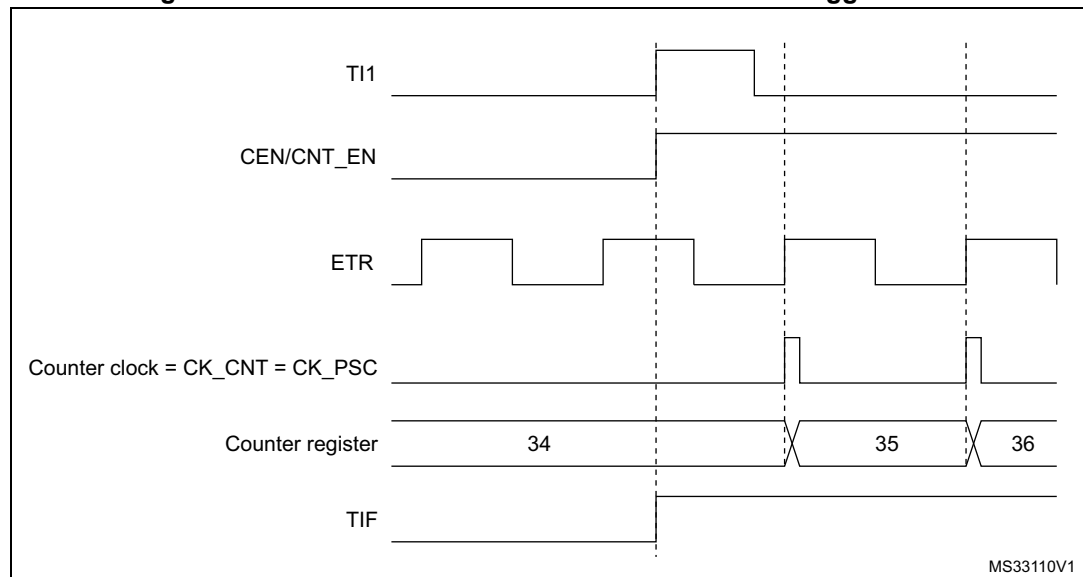 TI1
CEN/CNT_EN
ETR
Counter clock = CK_CNT = CK_PSC
Counter register
34
35
36
TIF
MS33110V1